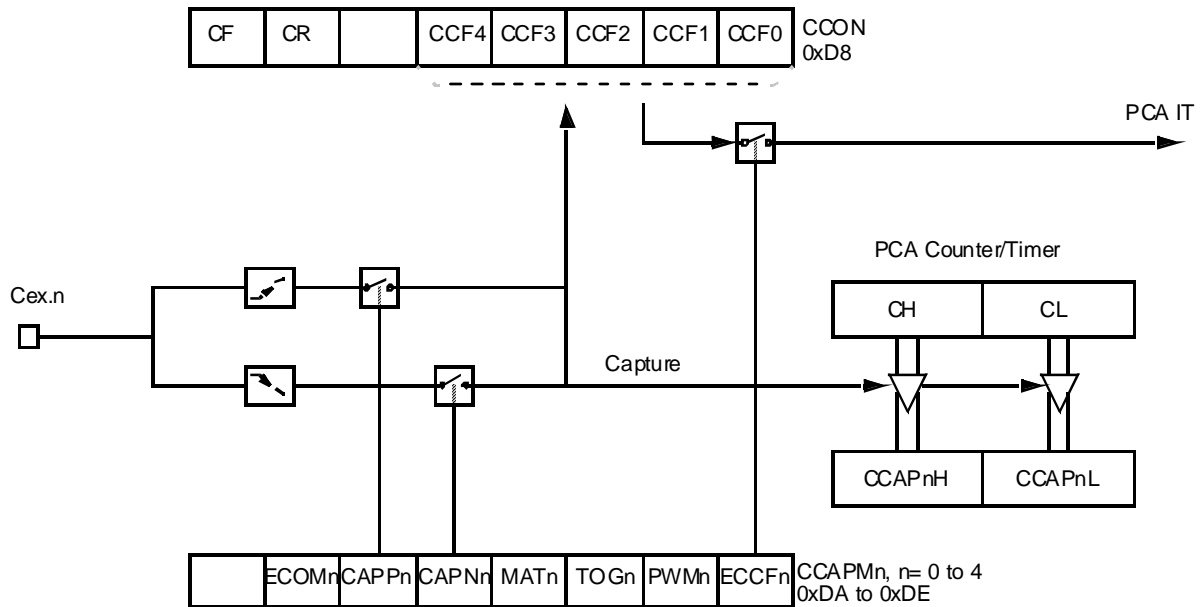 CF CR CCF4 CCF3 CCF2 CCF1 CCF0 CCON
0xD8
PCA IT
PCA Counter/Timer
Cex.n
CH CL
Capture
CCAPnH CCAPnL
ECOMn CAPPn CAPNn MATn TOGn PWMn ECCFn CCAPMn, n= 0 to 4
0xDA to 0xDE